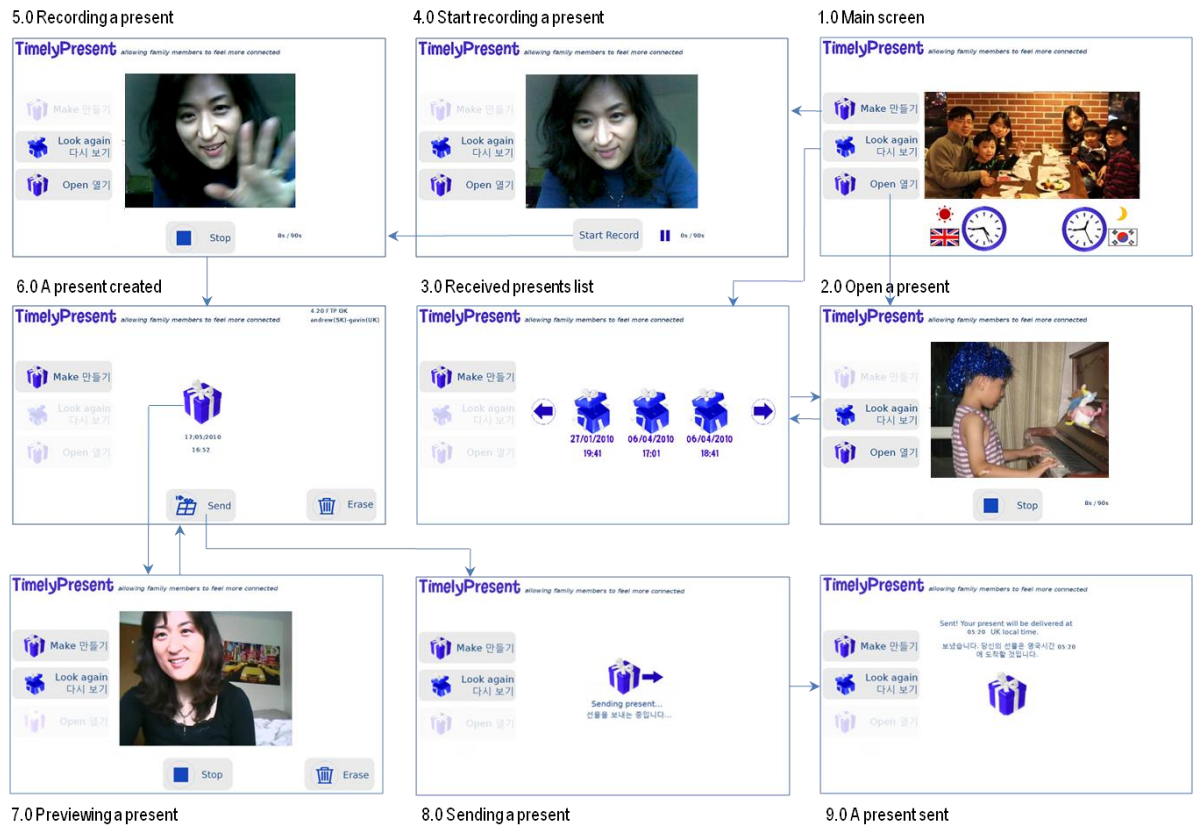 5.0 Recording a present
TimelyPresent allowing family members to feel more connected
Make 만들기
Look again
다시 보기
Open 열기
Stop
8s / 90s
4.0 Start recording a present
TimelyPresent allowing family members to feel more connected
Make 만들기
Look again
다시 보기
Open 열기
Start Record
0s / 90s
1.0 Main screen
TimelyPresent allowing family members to feel more connected
Make 만들기
Look again
다시 보기
Open 열기
6.0 A present created
TimelyPresent allowing family members to feel more connected
4.20 FTP OK
andrew(SK)-gavin(UK)
Make 만들기
Look again
다시 보기
Open 열기
17/05/2010
16:52
Send
Erase
3.0 Received presents list
TimelyPresent allowing family members to feel more connected
Make 만들기
Look again
다시 보기
Open 열기
27/01/2010
19:41
06/04/2010
17:01
06/04/2010
18:41
2.0 Open a present
TimelyPresent allowing family members to feel more connected
Make 만들기
Look again
다시 보기
Open 열기
Stop
8s / 90s
TimelyPresent allowing family members to feel more connected
Make 만들기
Look again
다시 보기
Open 열기
Stop
Erase
7.0 Previewing a present
TimelyPresent allowing family members to feel more connected
Make 만들기
Look again
다시 보기
Open 열기
Sending present...
선물을 보내는 중입니다...
8.0 Sending a present
TimelyPresent allowing family members to feel more connected
Make 만들기
Look again
다시 보기
Open 열기
Sent! Your present will be delivered at
05:20 UK local time.
보냈습니다. 당신의 선물은 영국시간 05:20
에 도착할 것입니다.
9.0 A present sent